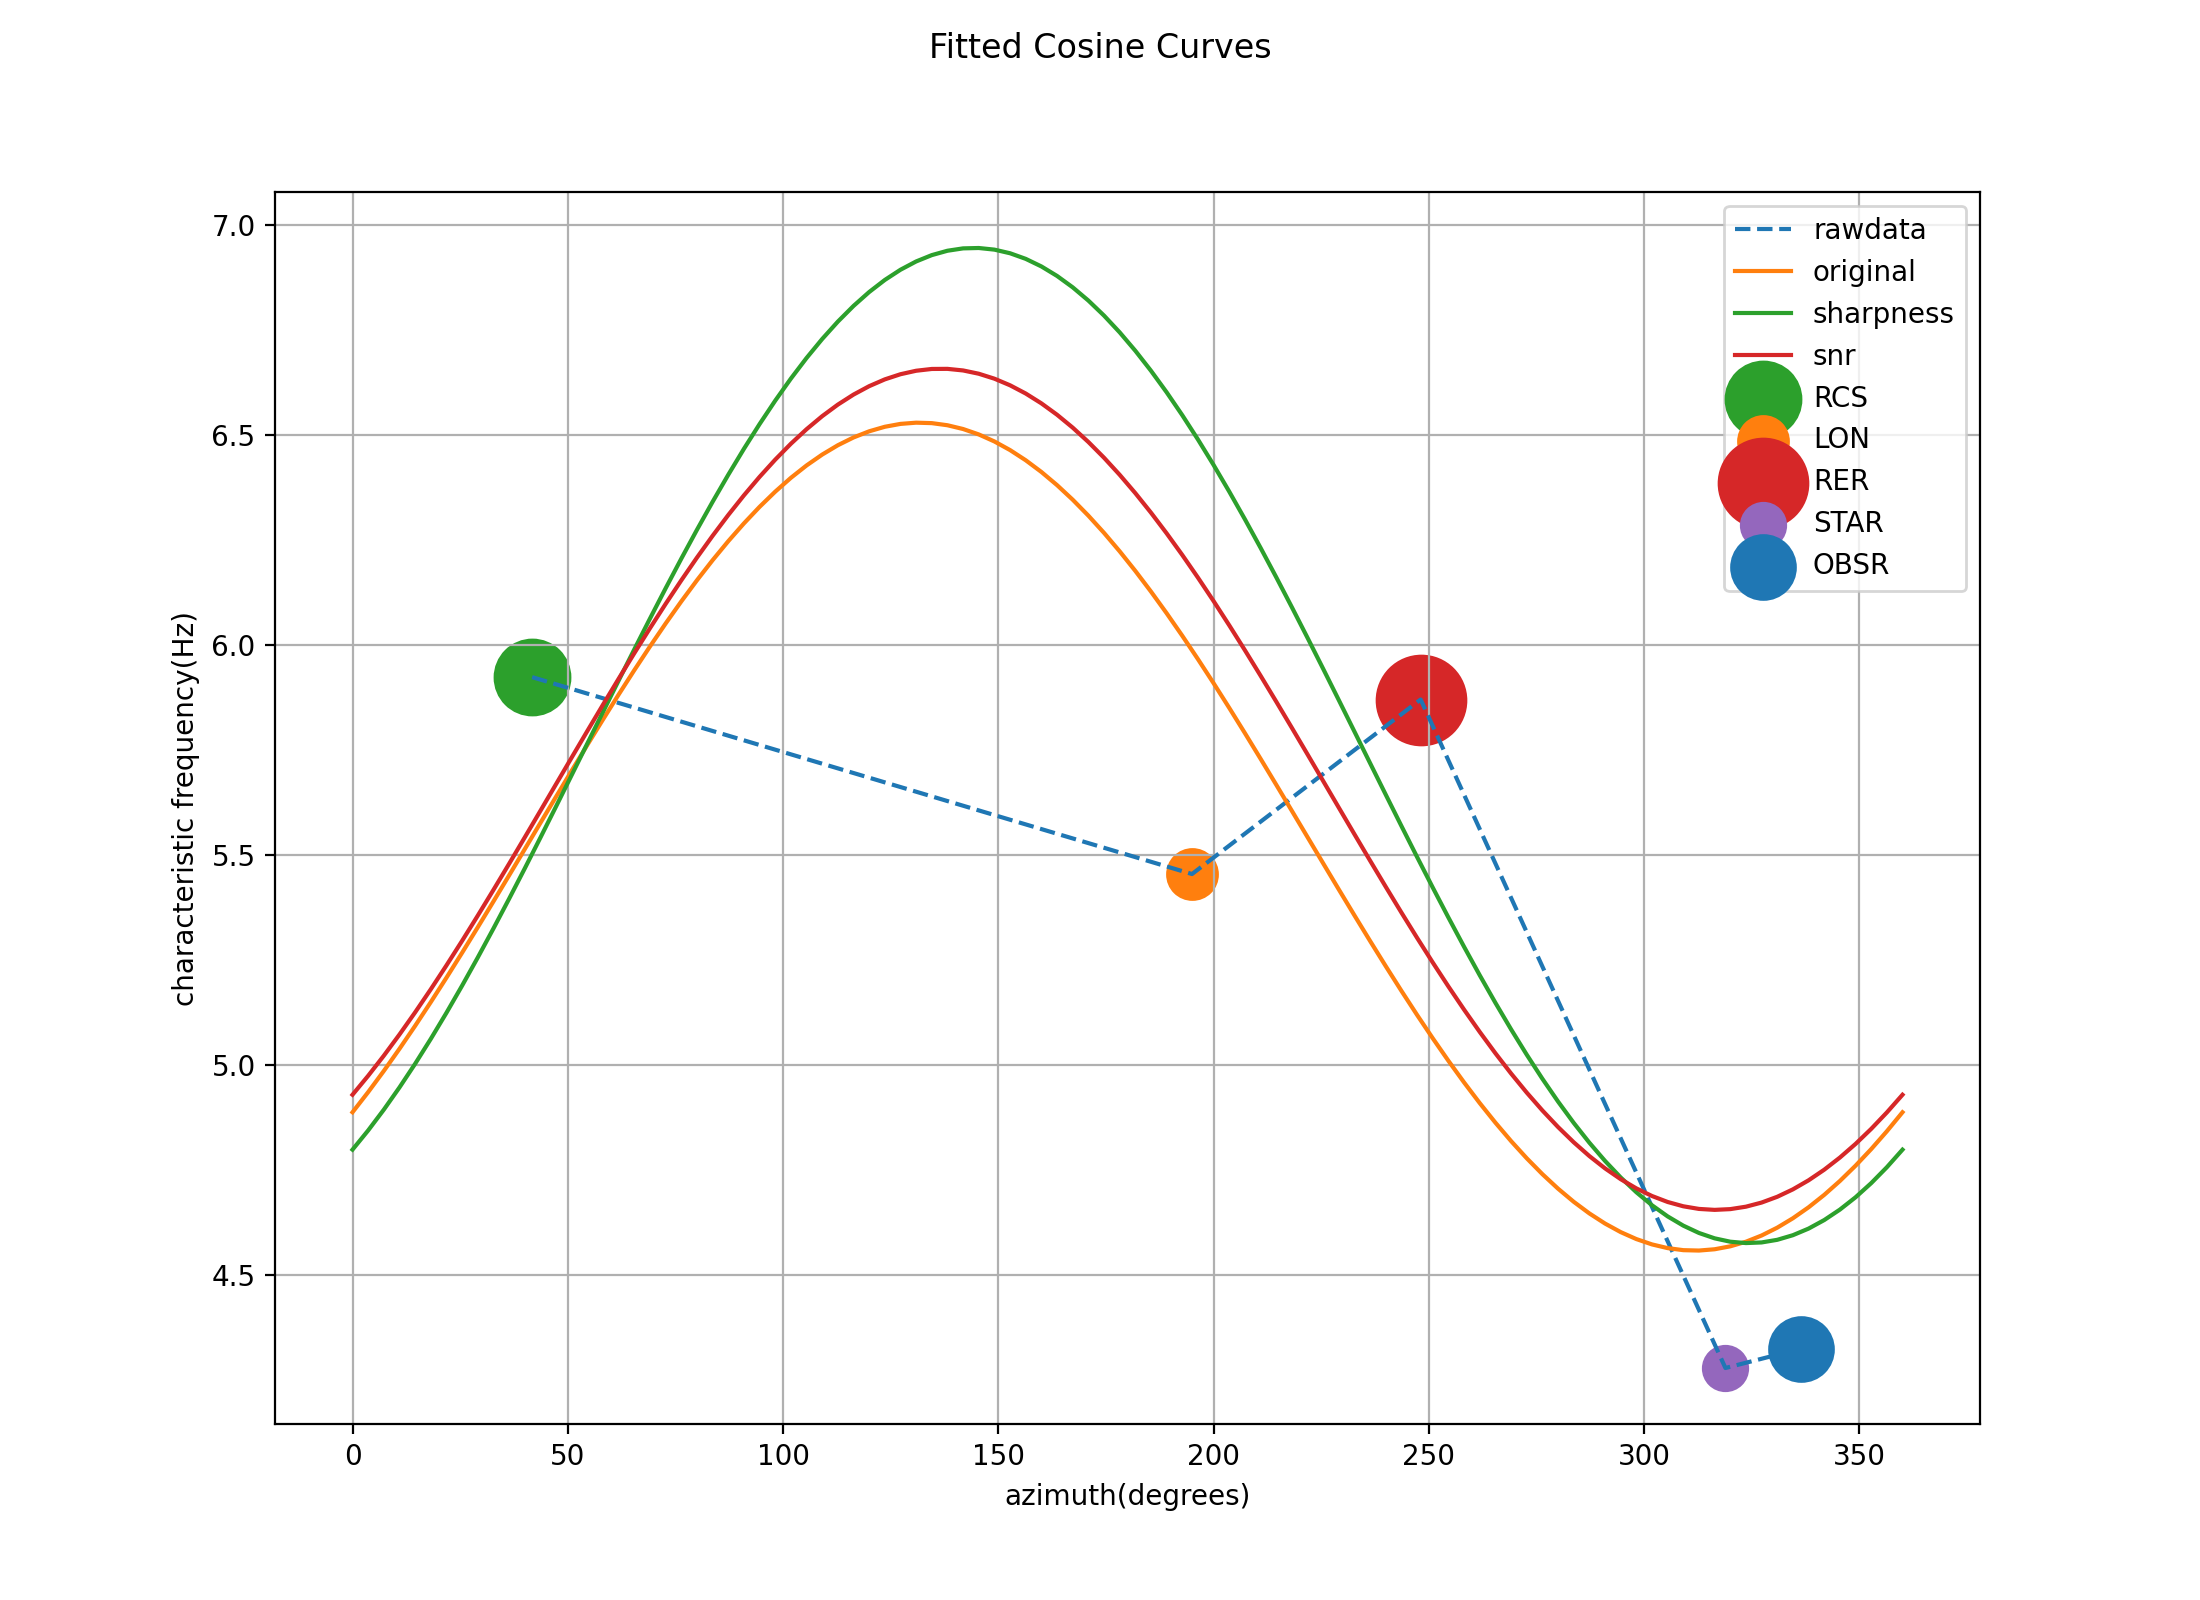 Fitted Cosine Curves
7.0
6.5
6.0
5.5
5.0
4.5
characteristic frequency(Hz)
0 50 100 150 200 250 300 350
azimuth(degrees)
rawdata
original
sharpness
snr
RCS
LON
RER
STAR
OBSR